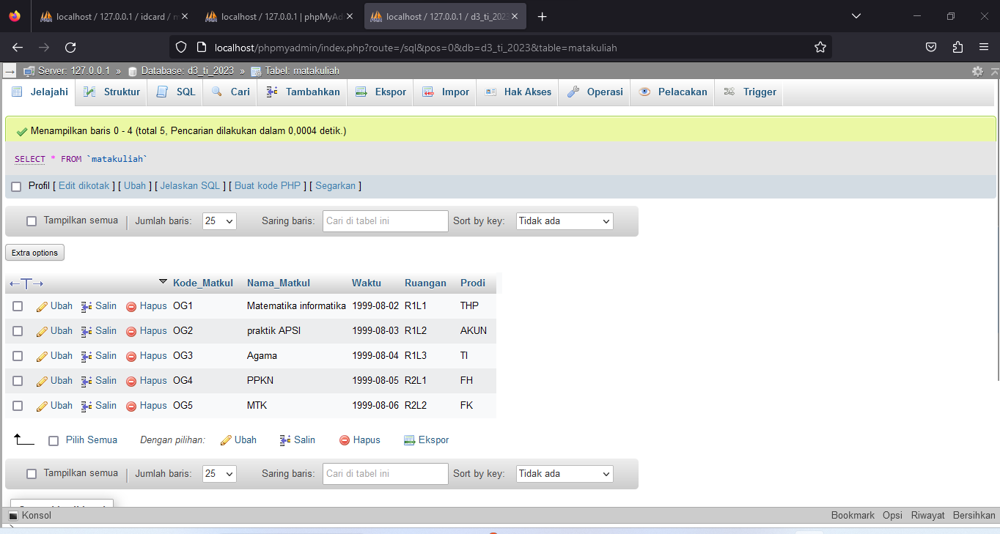 localhost / 127.0.0.1 / idcard / m
localhost / 127.0.0.1 | phpMyAd
localhost / 127.0.0.1 / d3_ti_2023
localhost/phpmyadmin/index.php?route=/sql&pos=0&db=d3_ti_2023&table=matakuliah
Server: 127.0.0.1 » Database: d3_ti_2023 » Tabel: matakuliah
Jelajahi Struktur SQL Cari Tambahkan Ekspor Impor Hak Akses Operasi Pelacakan Trigger
Menampilkan baris 0 - 4 (total 5, Pencarian dilakukan dalam 0,0004 detik.)
SELECT * FROM `matakuliah`
Profil [ Edit dikotak ] [ Ubah ] [ Jelaskan SQL ] [ Buat kode PHP ] [ Segarkan ]
Tampilkan semua | Jumlah baris: 25 Saring baris: Cari di tabel ini Sort by key: Tidak ada
Extra options
←T→ Kode_Matkul Nama_Matkul Waktu Ruangan Prodi
Ubah Salin Hapus OG1 Matematika informatika 1999-08-02 R1L1 THP
Ubah Salin Hapus OG2 praktik APSI 1999-08-03 R1L2 AKUN
Ubah Salin Hapus OG3 Agama 1999-08-04 R1L3 TI
Ubah Salin Hapus OG4 PPKN 1999-08-05 R2L1 FH
Ubah Salin Hapus OG5 MTK 1999-08-06 R2L2 FK
Pilih Semua Dengan pilihan: Ubah Salin Hapus Ekspor
Tampilkan semua | Jumlah baris: 25 Saring baris: Cari di tabel ini Sort by key: Tidak ada
Konsol Bookmark Opsi Riwayat Bersihkan